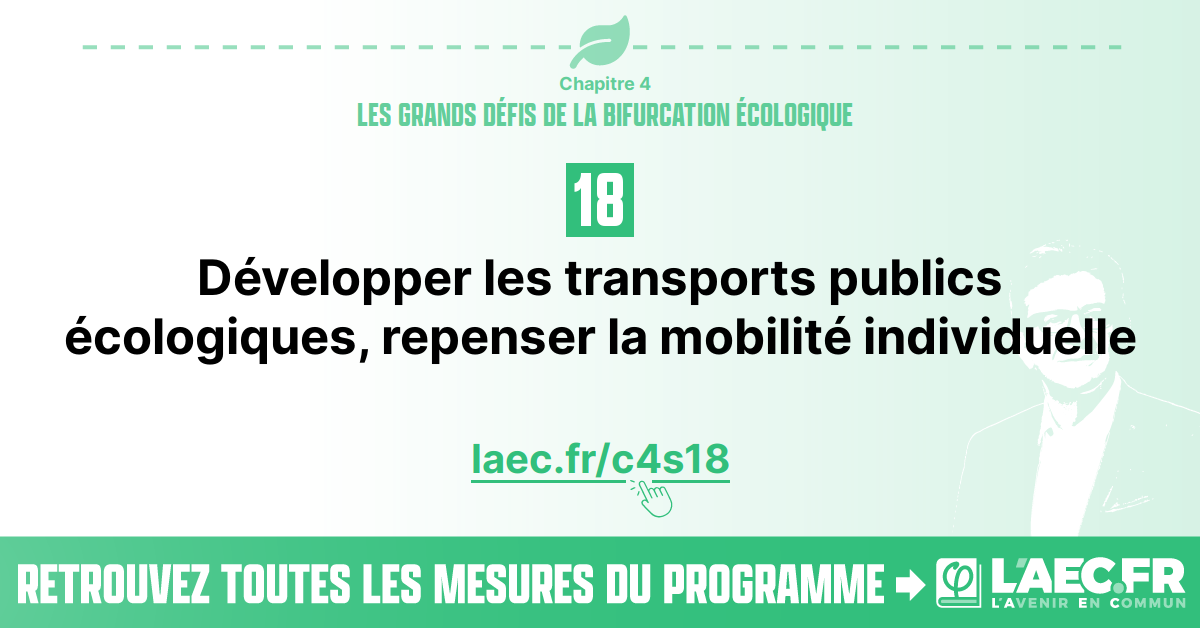 Chapitre 4
LES GRANDS DÉFIS DE LA BIFURCATION ÉCOLOGIQUE
18
Développer les transports publics
écologiques, repenser la mobilité individuelle
laec.fr/c4s18
RETROUVEZ TOUTES LES MESURES DU PROGRAMME
φ L'AEC.FR
L'AVENIR EN COMMUN